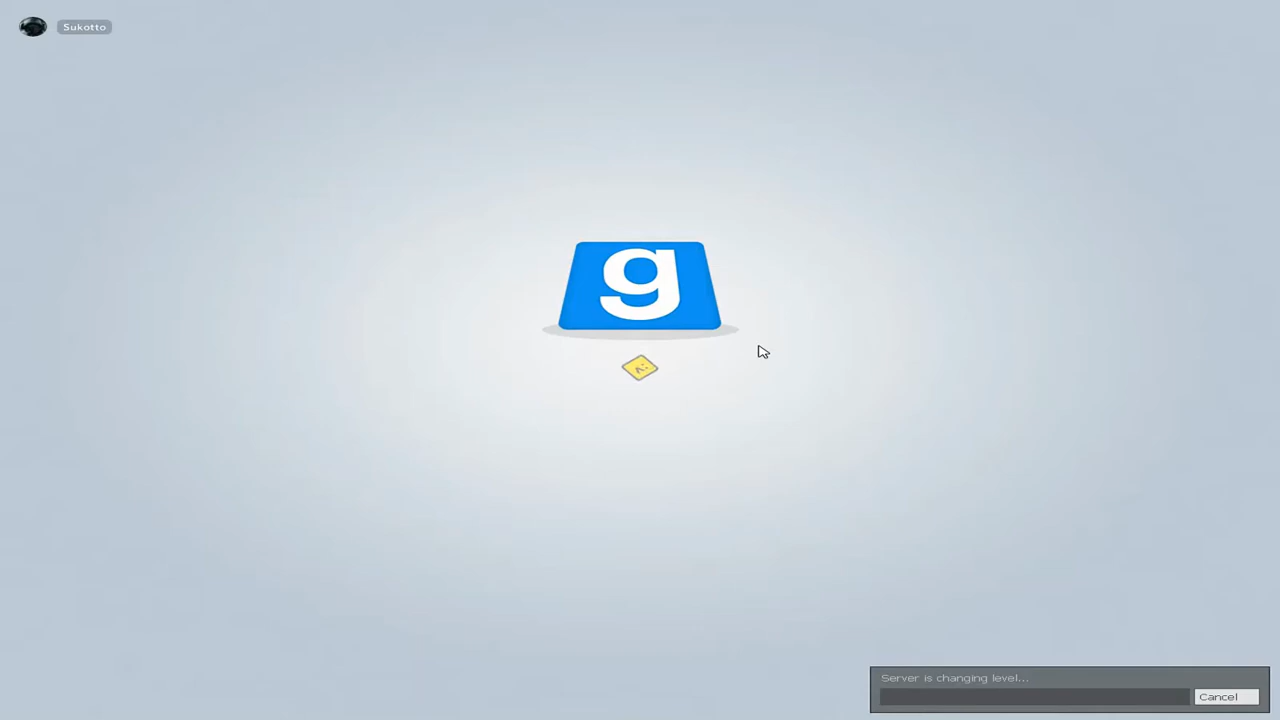 Sukotto
g
Server is changing level...
Cancel